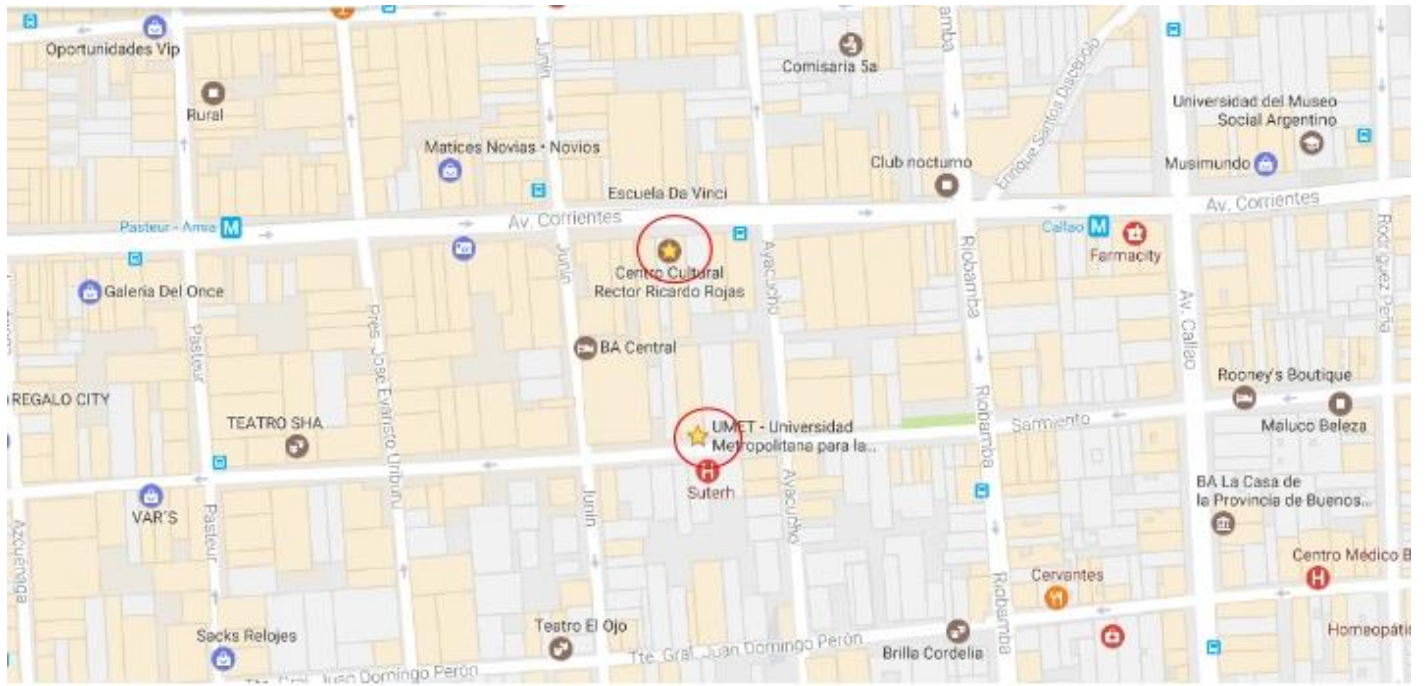 Oportunidades Vip
Rural
Junín
Matices Novias • Novios
Comisaria 5a
Enrique Santos Discépolo
Universidad del Museo
Social Argentino
Musimundo
Club nocturno
Escuela Da Vinci
Av. Corrientes
Av. Corrientes
Pasteur - Amia
M
Callao
M
Farmacity
Galeria Del Once
Centro Cultural
Rector Ricardo Rojas
Junín
Ayacucho
Riobamba
Av. Callao
Rodríguez Peña
Pasteur
Pres. José Evaristo Uriburu
BA Central
REGALO CITY
TEATRO SHA
UMET - Universidad
Metropolitana para la...
Riobamba
Sarmiento
Rooney's Boutique
Maluco Beleza
H
Suterh
VAR'S
Azcuénaga
Pasteur
Junín
Ayacucho
BA La Casa de
la Provincia de Buenos...
Centro Médico B
H
Cervantes
Riobamba
Sacks Relojes
Teatro El Ojo
Brilla Cordelia
Homeopátic
Tte. Gral. Juan Domingo Perón
Tte. Gral. Juan Domingo Perón